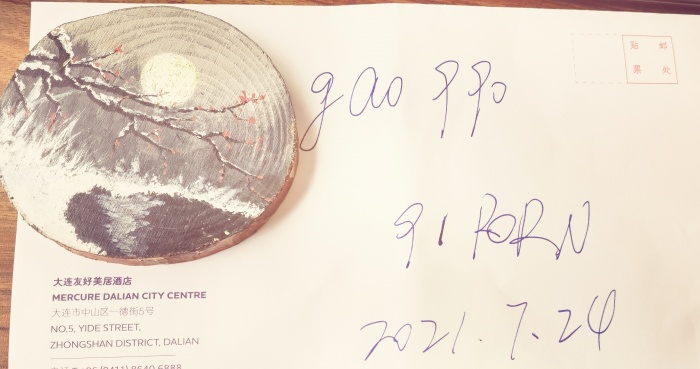 贴邮
票处
gao 990
91 PORN
2021.7.24
大连友好美居酒店
MERCURE DALIAN CITY CENTRE
大连市中山区一德街5号
NO.5, YIDE STREET,
ZHONGSHAN DISTRICT, DALIAN